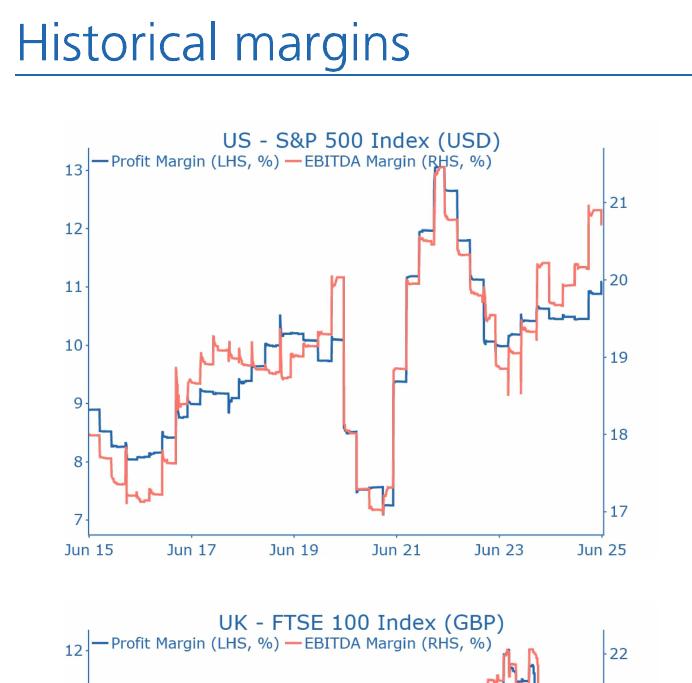 Historical margins
US - S&P 500 Index (USD)
Profit Margin (LHS, %) EBITDA Margin (RHS, %)
13
12
11
10
9
8
7
21
20
19
18
17
Jun 15 Jun 17 Jun 19 Jun 21 Jun 23 Jun 25
UK - FTSE 100 Index (GBP)
Profit Margin (LHS, %) EBITDA Margin (RHS, %)
12
22